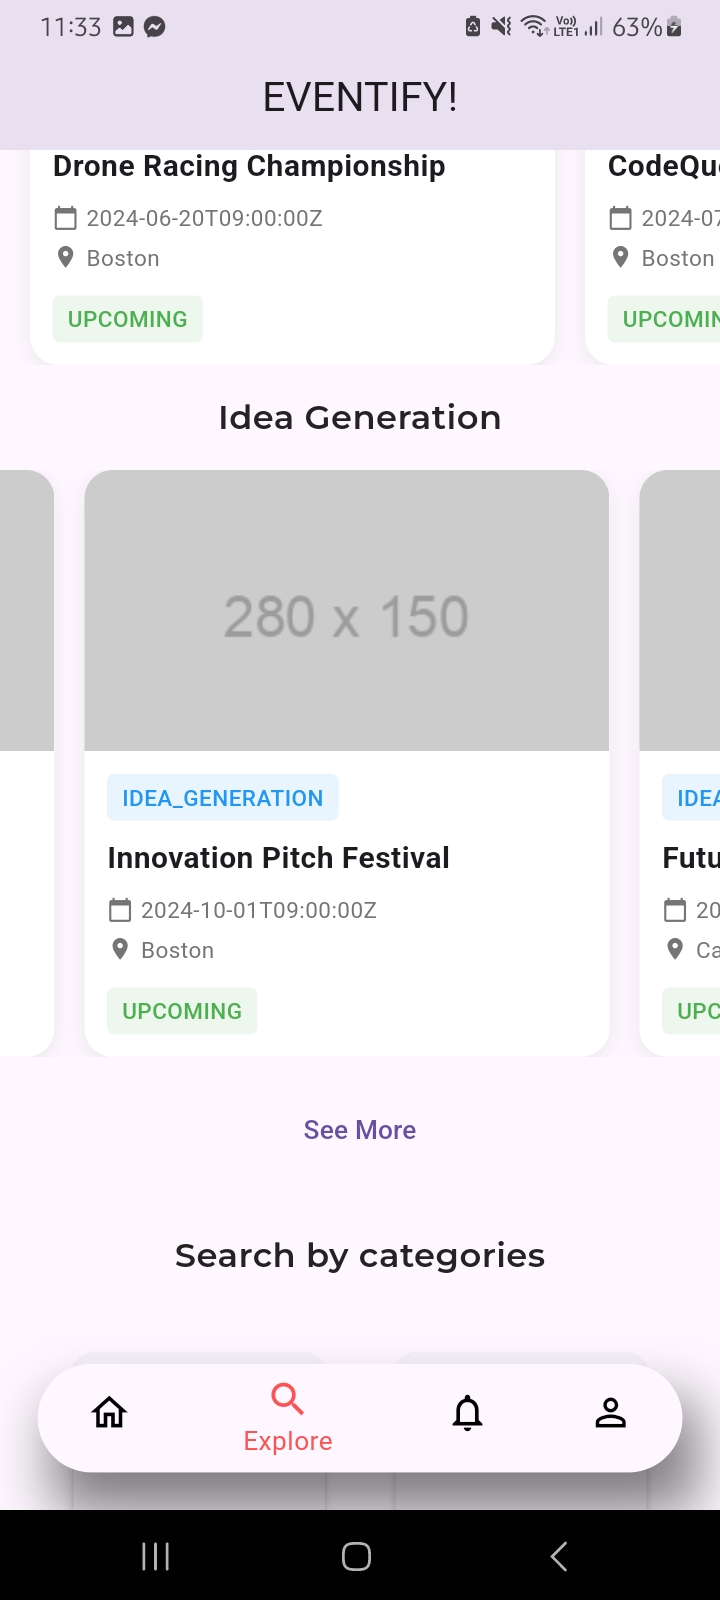 11:33 Vo)) LTE1 63%
EVENTIFY!
Drone Racing Championship
2024-06-20T09:00:00Z
Boston
UPCOMING
CodeQu
2024-07
Boston
UPCOMIN
Idea Generation
280 x 150
IDEA_GENERATION
Innovation Pitch Festival
2024-10-01T09:00:00Z
Boston
UPCOMING
IDEA
Futu
20
Ca
UPC
See More
Search by categories
Explore